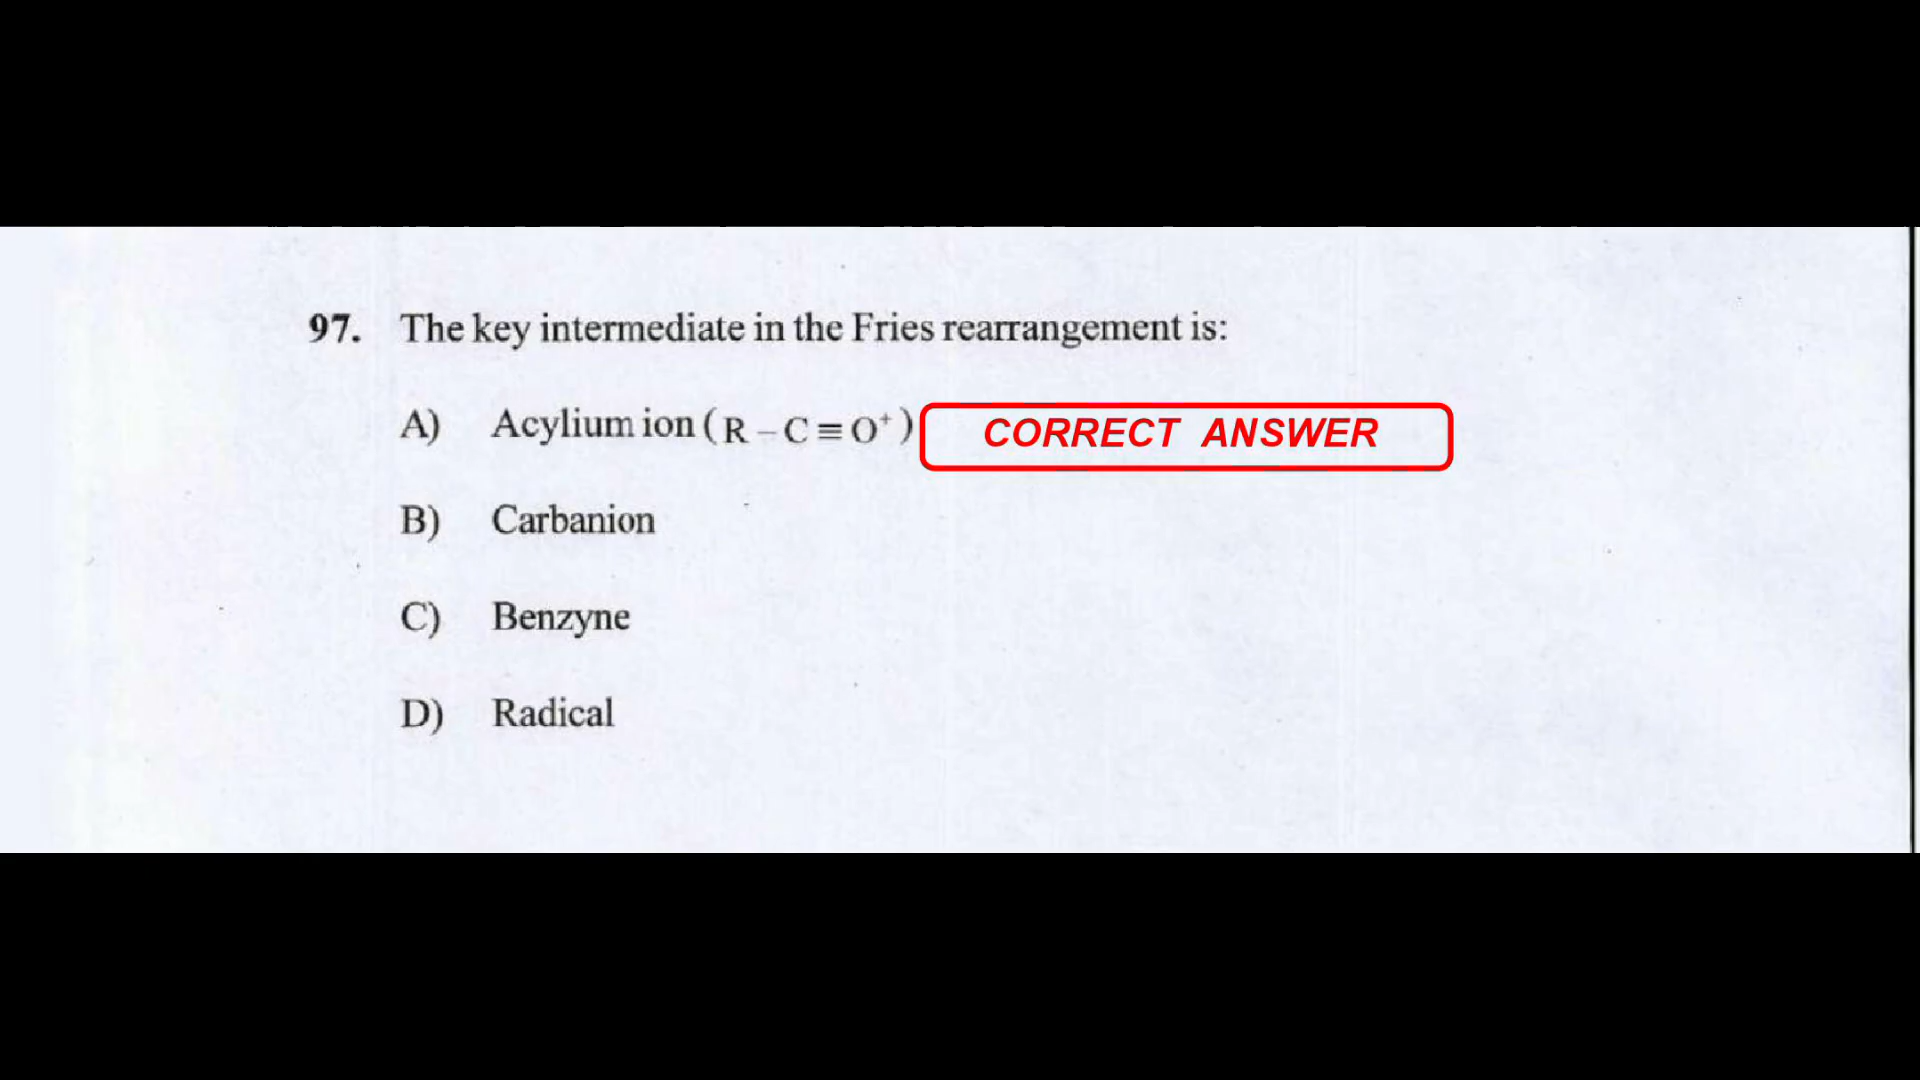 97. The key intermediate in the Fries rearrangement is:
A) Acylium ion (R – C ≡ O⁺) CORRECT ANSWER
B) Carbanion
C) Benzyne
D) Radical